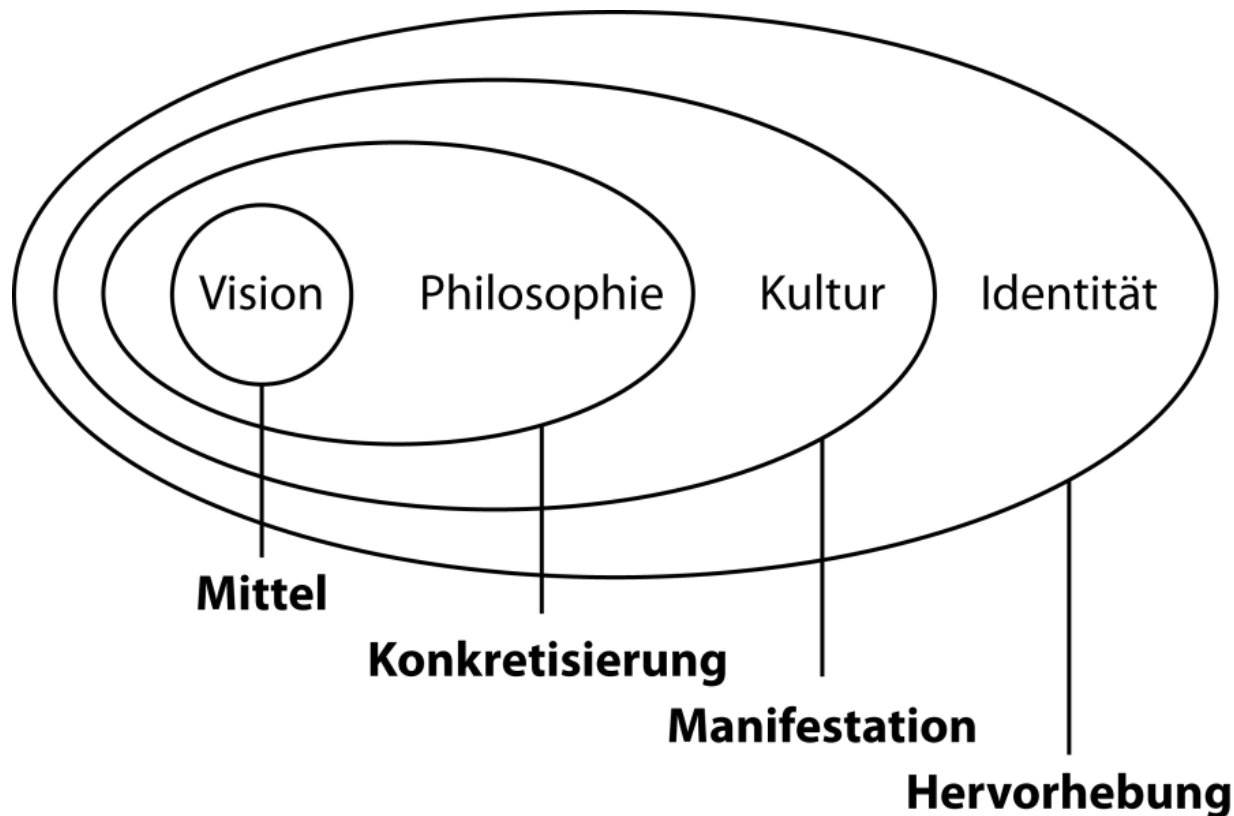 Vision Philosophie Kultur Identität
Mittel
Konkretisierung
Manifestation
Hervorhebung